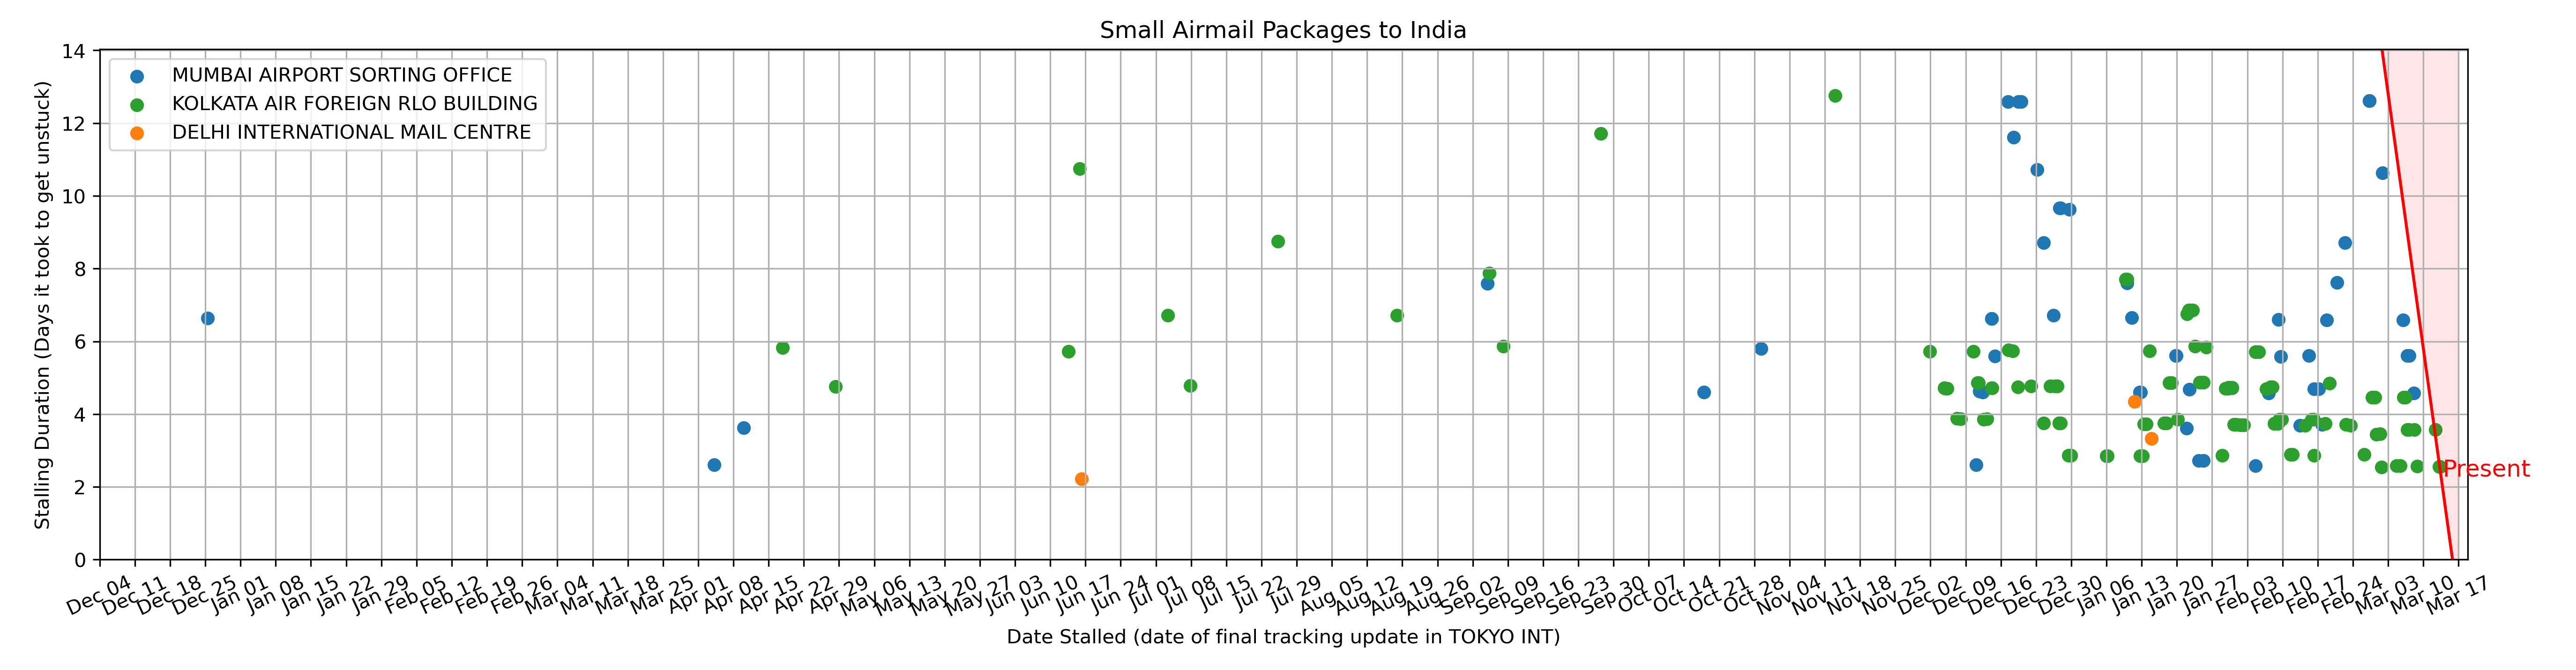 Small Airmail Packages to India
Stalling Duration (Days it took to get unstuck)
14
12
10
8
6
4
2
0
MUMBAI AIRPORT SORTING OFFICE
KOLKATA AIR FOREIGN RLO BUILDING
DELHI INTERNATIONAL MAIL CENTRE
Present
Dec 04 Dec 11 Dec 18 Dec 25 Jan 01 Jan 08 Jan 15 Jan 22 Jan 29 Feb 05 Feb 12 Feb 19 Feb 26 Mar 04 Mar 11 Mar 18 Mar 25 Apr 01 Apr 08 Apr 15 Apr 22 Apr 29 May 06 May 13 May 20 May 27 Jun 03 Jun 10 Jun 17 Jun 24 Jul 01 Jul 08 Jul 15 Jul 22 Jul 29 Aug 05 Aug 12 Aug 19 Aug 26 Sep 02 Sep 09 Sep 16 Sep 23 Sep 30 Oct 07 Oct 14 Oct 21 Oct 28 Nov 04 Nov 11 Nov 18 Nov 25 Dec 02 Dec 09 Dec 16 Dec 23 Dec 30 Jan 06 Jan 13 Jan 20 Jan 27 Feb 03 Feb 10 Feb 17 Feb 24 Mar 03 Mar 10 Mar 17
Date Stalled (date of final tracking update in TOKYO INT)